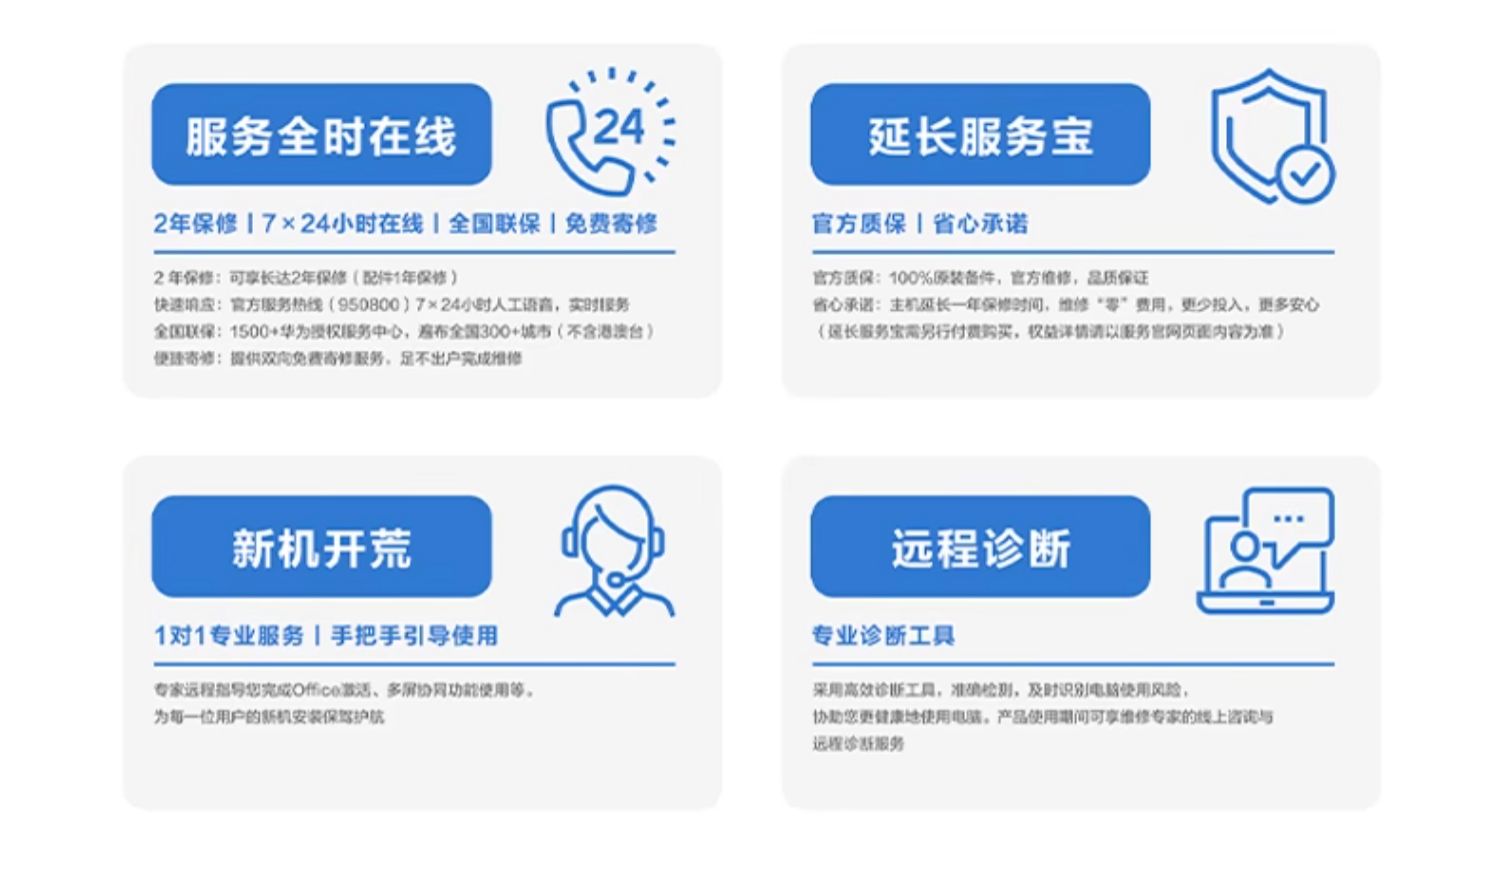 服务全时在线
24
2年保修 | 7×24小时在线 | 全国联保 | 免费寄修
2 年保修：可享长达2年保修（配件1年保修）
快速响应：官方服务热线（950800）7×24小时人工语音，实时服务
全国联保：1500+华为授权服务中心，遍布全国300+城市（不含港澳台）
便捷寄修：提供双向免费寄修服务，足不出户完成维修
延长服务宝
官方质保 | 省心承诺
官方质保：100%原装备件，官方维修，品质保证
省心承诺：主机延长一年保修时间，维修“零”费用，更少投入，更多安心
（延长服务宝需另行付费购买，权益详情请以服务官网页面内容为准）
新机开荒
1对1专业服务 | 手把手引导使用
专家远程指导您完成Office激活、多屏协同功能使用等。
为每一位用户的新机安装保驾护航
远程诊断
专业诊断工具
采用高效诊断工具，准确检测，及时识别电脑使用风险，
协助您更健康地使用电脑。产品使用期间可享维修专家的线上咨询与
远程诊断服务